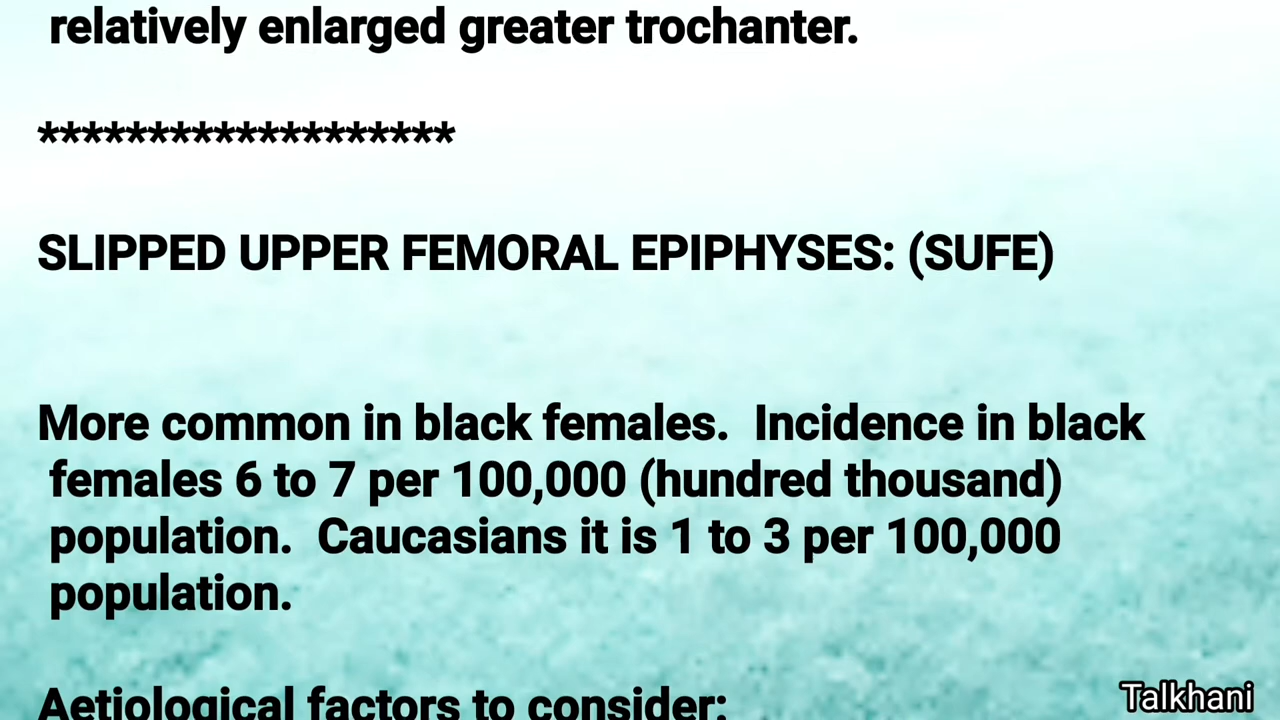 relatively enlarged greater trochanter.
*******************
SLIPPED UPPER FEMORAL EPIPHYSES: (SUFE)
More common in black females.  Incidence in black
females 6 to 7 per 100,000 (hundred thousand)
population.  Caucasians it is 1 to 3 per 100,000
population.
Aetiological factors to consider:
Talkhani